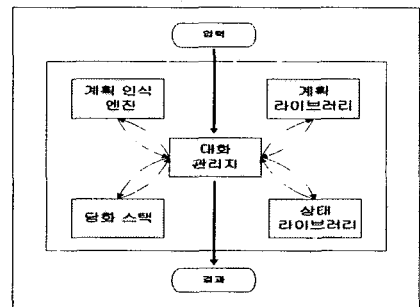 입력
계획 인식
엔진
계획
라이브러리
대화
관리자
담화 스택
상태
라이브러리
결과